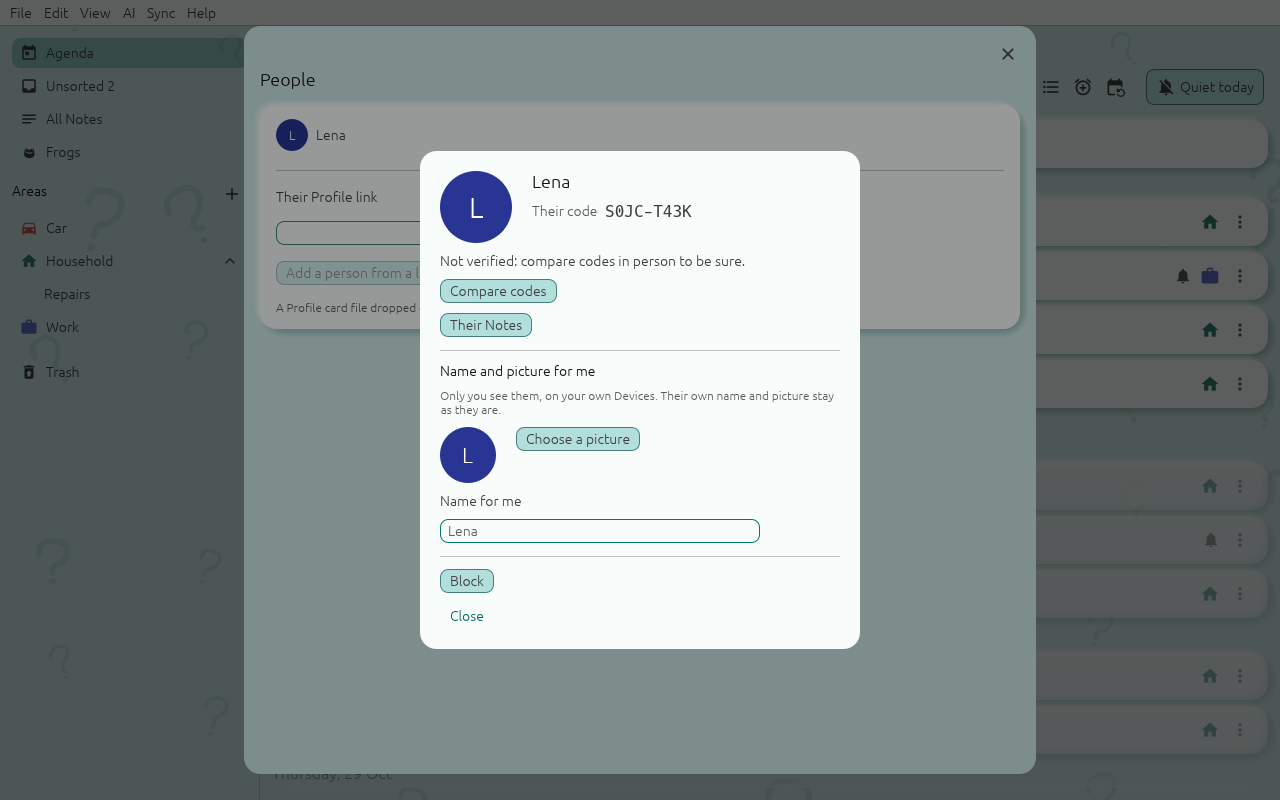 File Edit View AI Sync Help
Agenda
Unsorted 2
All Notes
Frogs
Areas
Car
Household
Repairs
Work
Trash
People
Quiet today
L Lena
Their Profile link
Add a person from a l
A Profile card file dropped
L
Lena
Their code S0JC-T43K
Not verified: compare codes in person to be sure.
Compare codes
Their Notes
Name and picture for me
Only you see them, on your own Devices. Their own name and picture stay
as they are.
L
Choose a picture
Name for me
Lena
Block
Close
Thursday, 29 Oct